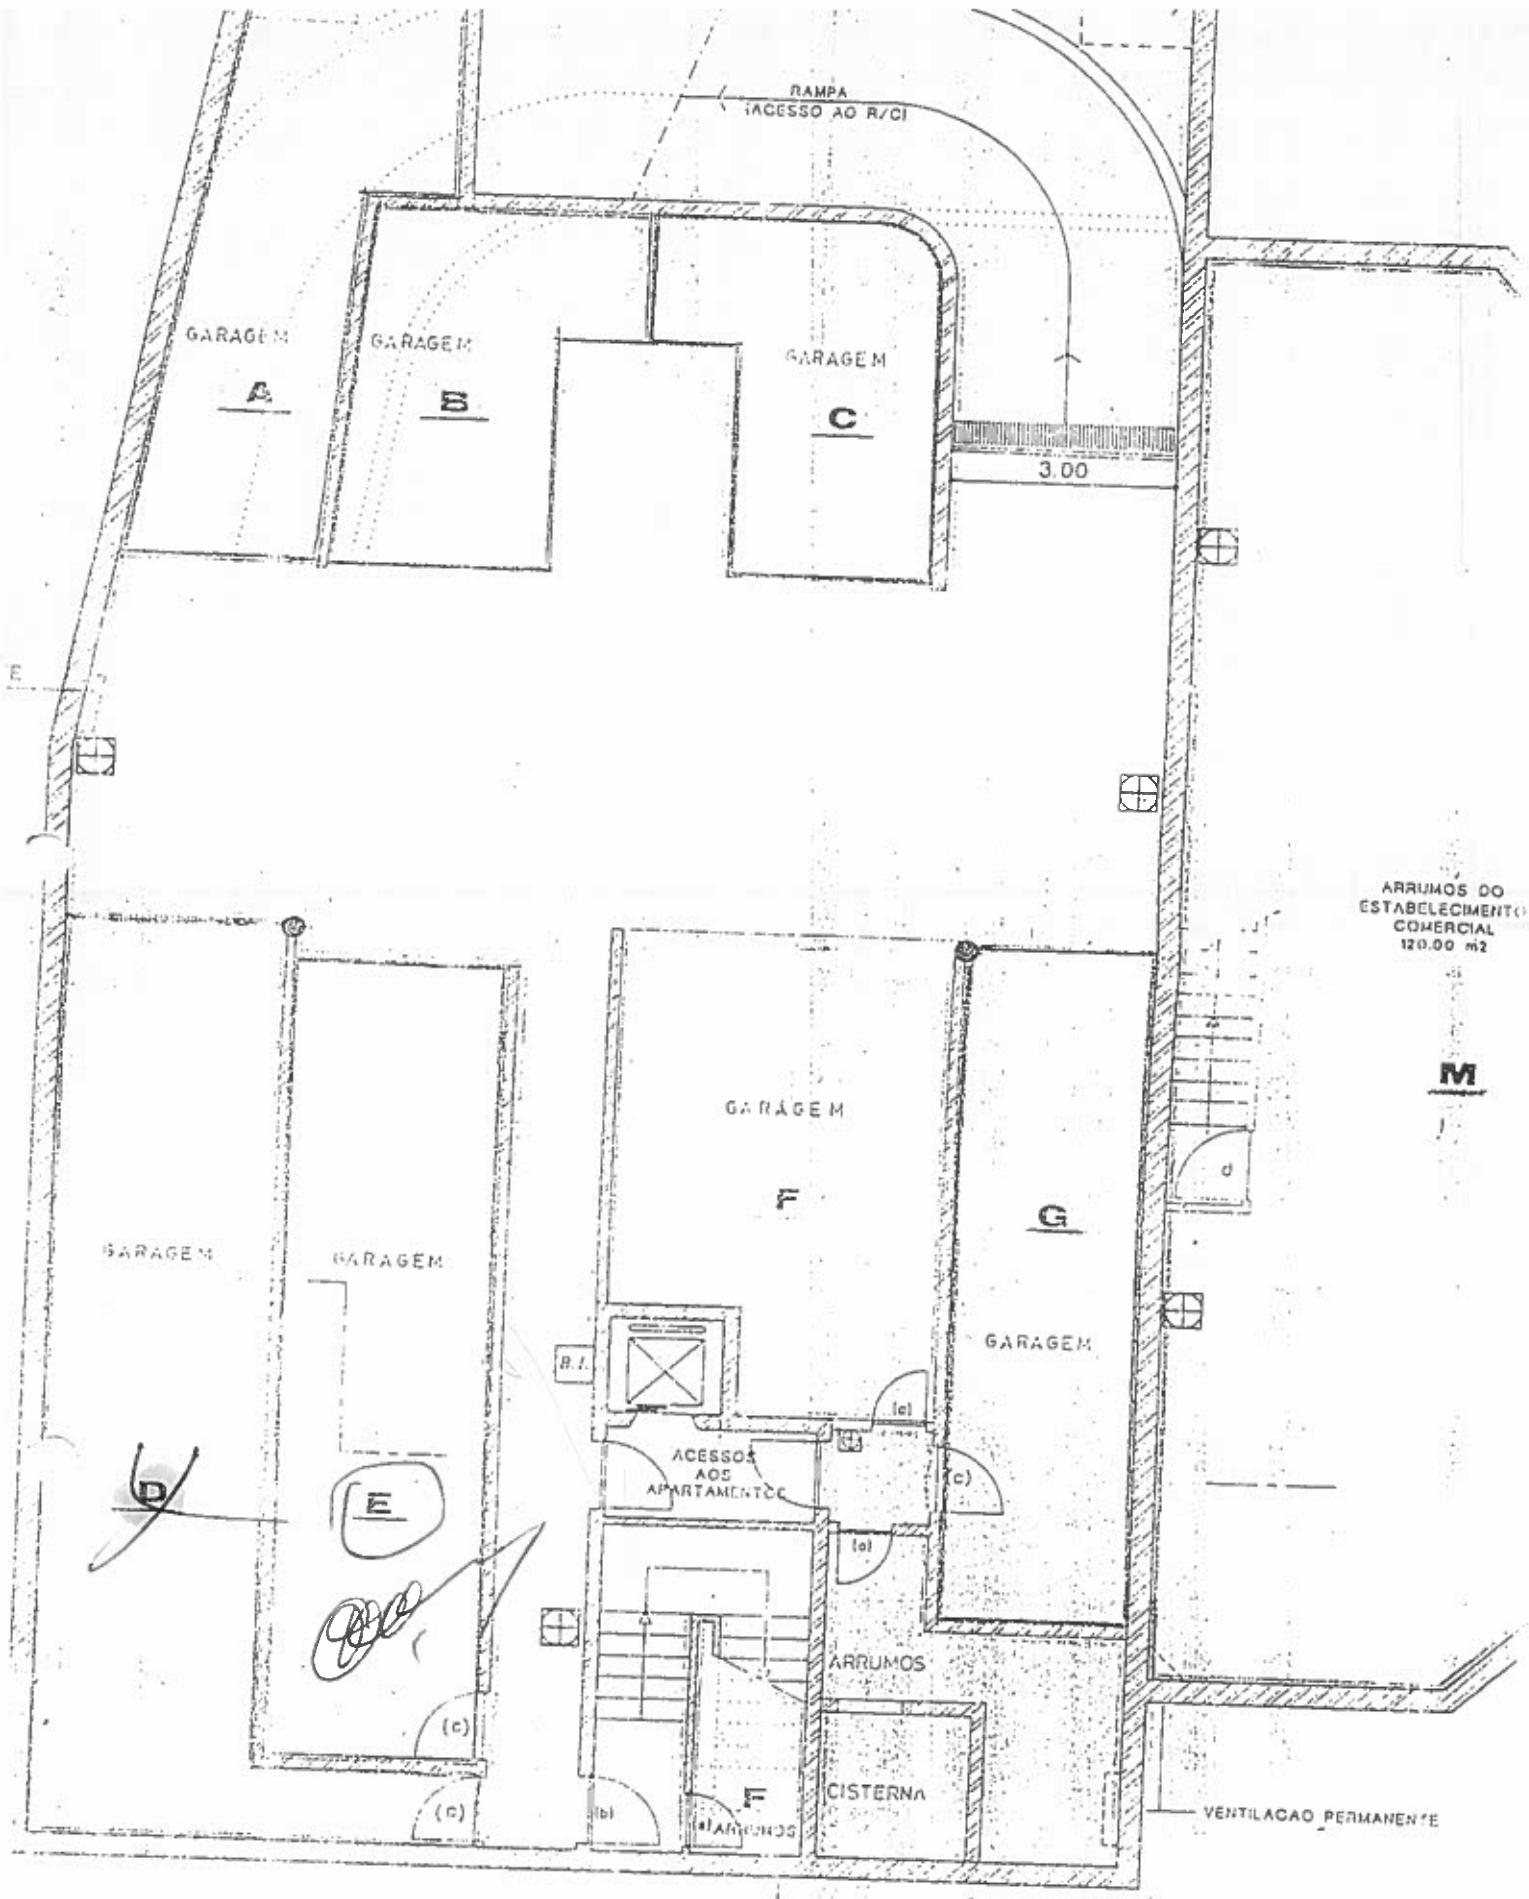 RAMPA
(ACESSO AO R/C)
GARAGEM
A
GARAGEM
B
GARAGEM
C
3.00
E
ARRUMOS DO
ESTABELECIMENTO
COMERCIAL
120.00 m2
M
GARAGEM
F
G
d
GARAGEM
GARAGEM
GARAGEM
B.I.
(a)
ACESSOS
AOS
APARTAMENTOS
(c)
D
E
(a)
ARRUMOS
(c)
CISTERNA
(c)
(b)
ARRUMOS
VENTILACAO PERMANENTE